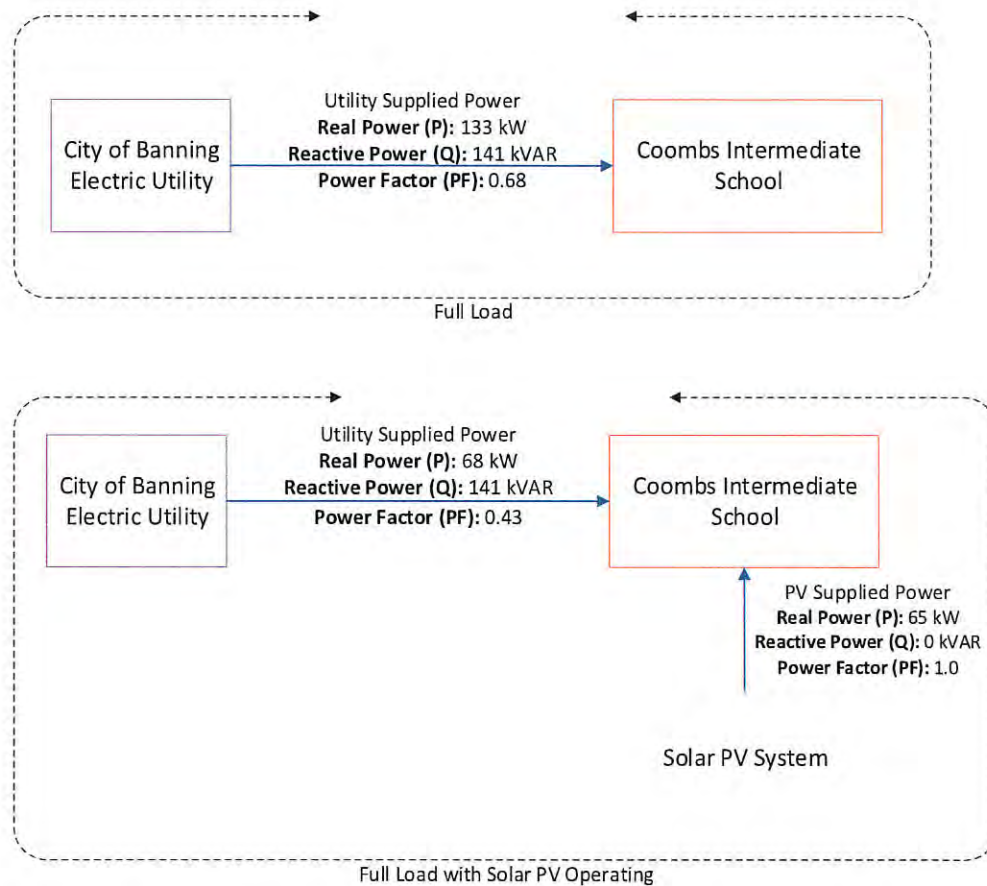 Utility Supplied Power
Real Power (P): 133 kW
City of Banning
Electric Utility
Reactive Power (Q): 141 kVAR
Power Factor (PF): 0.68
Coombs Intermediate
School
Full Load
Utility Supplied Power
Real Power (P): 68 kW
City of Banning
Electric Utility
Reactive Power (Q): 141 kVAR
Power Factor (PF): 0.43
Coombs Intermediate
School
PV Supplied Power
Real Power (P): 65 kW
Reactive Power (Q): 0 kVAR
Power Factor (PF): 1.0
Solar PV System
Full Load with Solar PV Operating